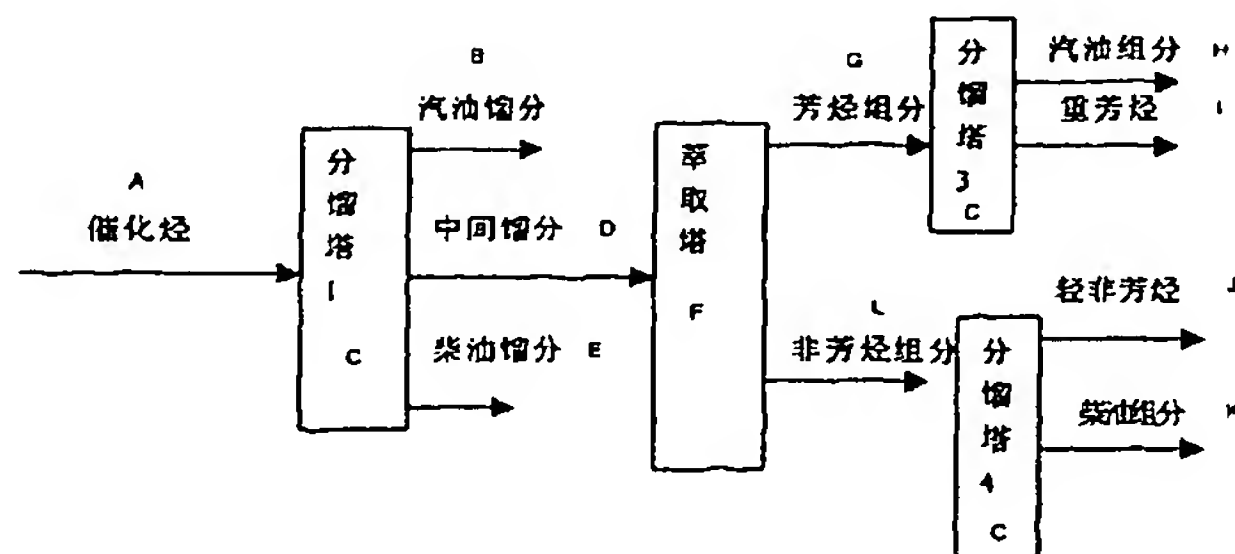 A
催化烃
分馏塔1
C
B
汽油馏分
中间馏分 D
柴油馏分 E
萃取塔
F
G
芳烃组分
L
非芳烃组分
分馏塔3
C
汽油组分 H
重芳烃 I
分馏塔4
C
轻非芳烃 J
柴油组分 K